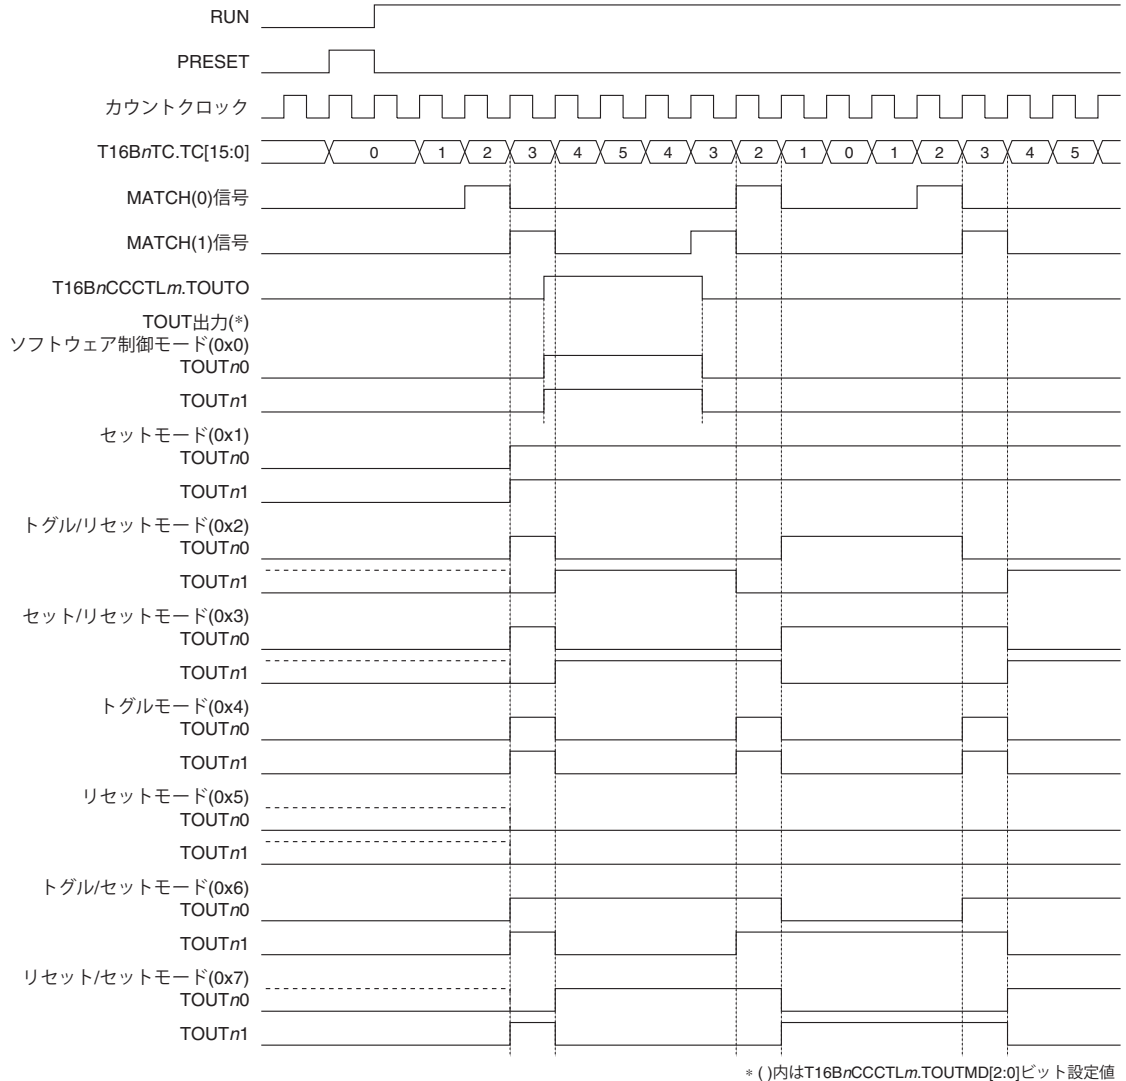 RUN
PRESET
カウントクロック
T16BnTC.TC[15:0] 0 1 2 3 4 5 4 3 2 1 0 1 2 3 4 5
MATCH(0)信号
MATCH(1)信号
T16BnCCCTLm.TOUTO
TOUT出力(*)
ソフトウェア制御モード(0x0)
TOUTn0
TOUTn1
セットモード(0x1)
TOUTn0
TOUTn1
トグル/リセットモード(0x2)
TOUTn0
TOUTn1
セット/リセットモード(0x3)
TOUTn0
TOUTn1
トグルモード(0x4)
TOUTn0
TOUTn1
リセットモード(0x5)
TOUTn0
TOUTn1
トグル/セットモード(0x6)
TOUTn0
TOUTn1
リセット/セットモード(0x7)
TOUTn0
TOUTn1
* ( )内はT16BnCCCTLm.TOUTMD[2:0]ビット設定値